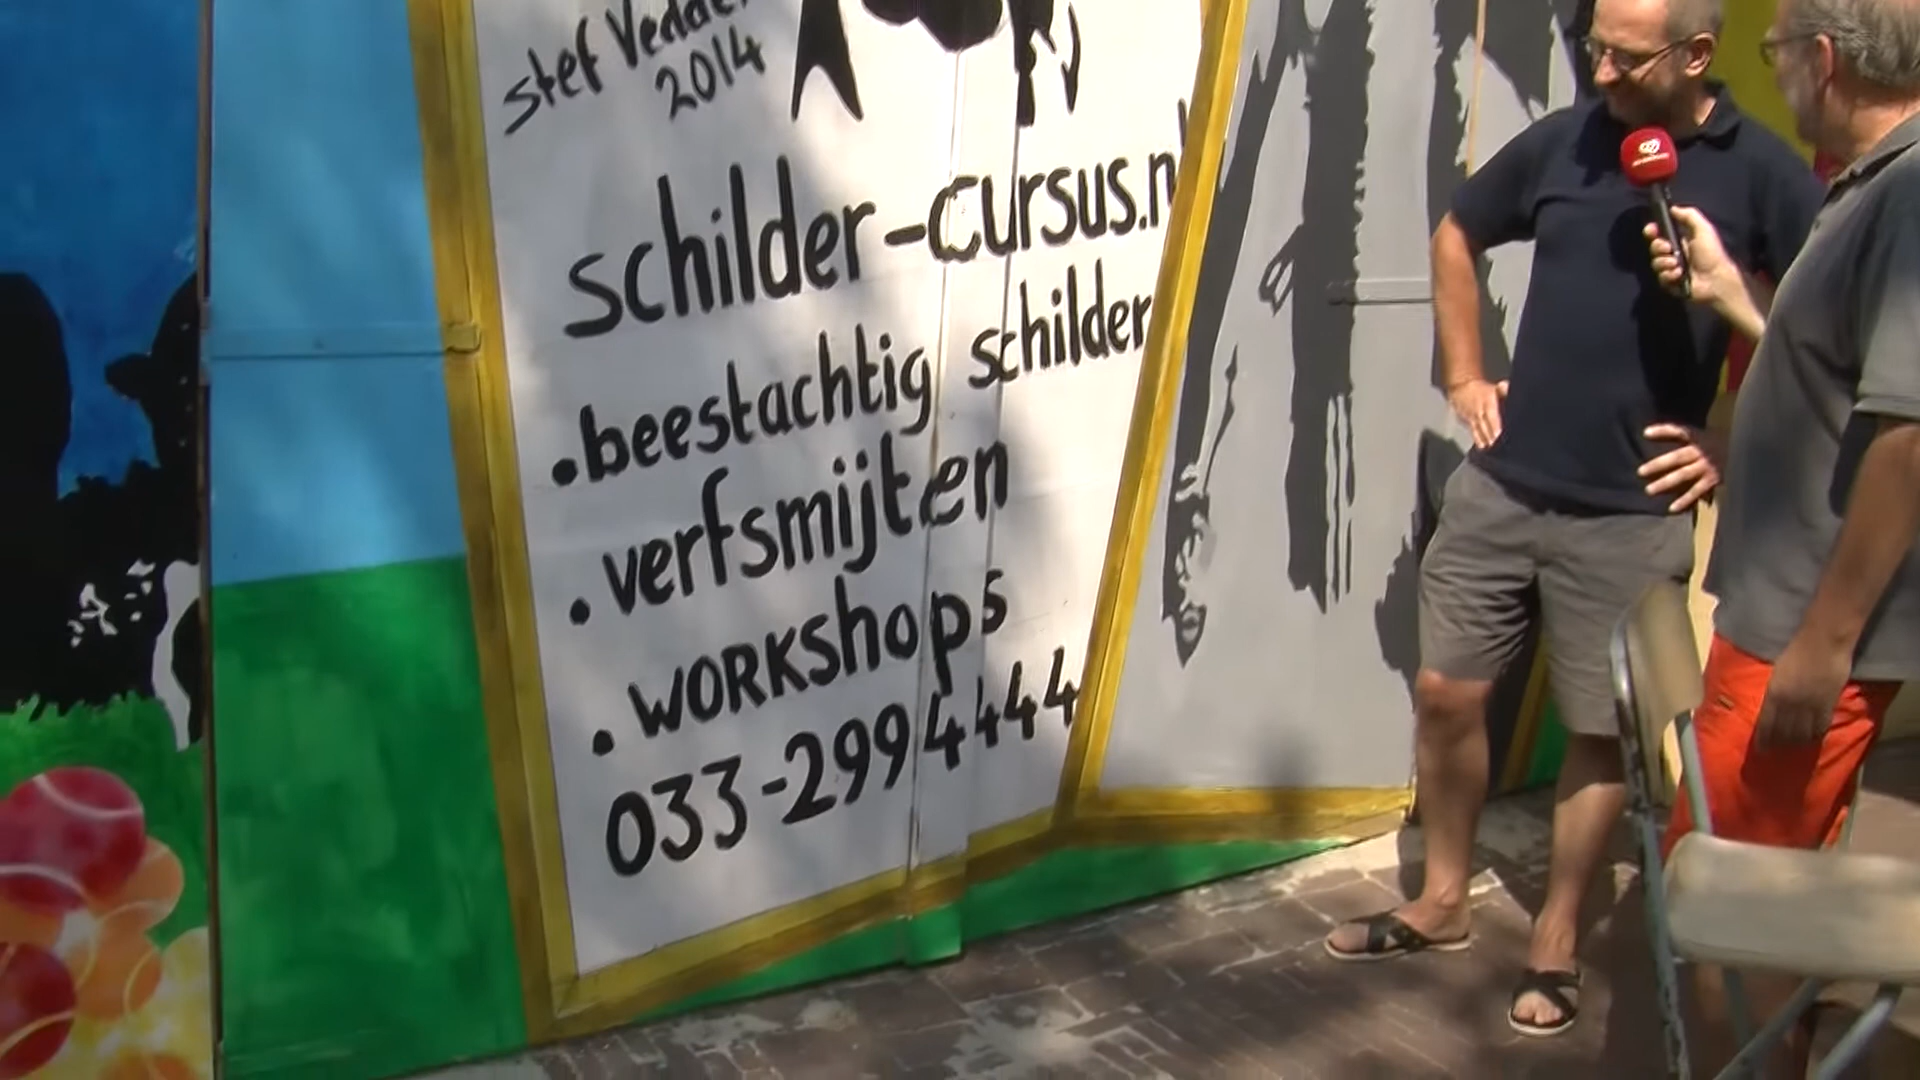 stef Vedder
2014
schilder-cursus.nl
• beestachtig schilder
• verfsmijten
• workshops
033-2994444